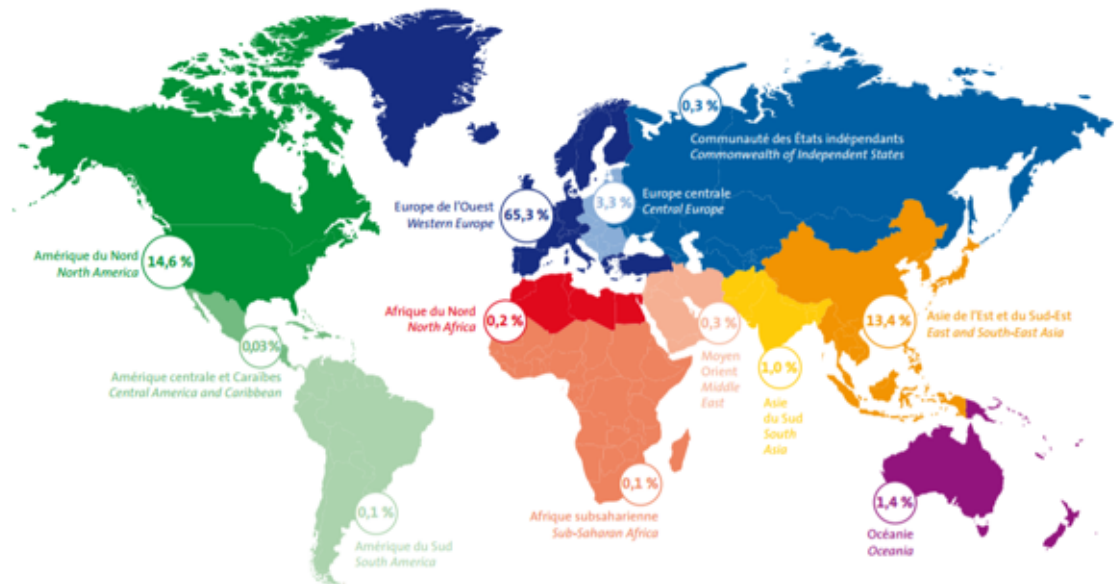 0,3 %
Communauté des États indépendants
Commonwealth of Independent States
Europe de l'Ouest
Western Europe
65,3 %
3,3 %
Europe centrale
Central Europe
Amérique du Nord
North America
14,6 %
Afrique du Nord
North Africa
0,2 %
0,3 %
Moyen
Orient
Middle
East
13,4 %
Asie de l'Est et du Sud-Est
East and South-East Asia
0,03 %
Amérique centrale et Caraïbes
Central America and Caribbean
1,0 %
Asie
du Sud
South
Asia
0,1 %
Afrique subsaharienne
Sub-Saharan Africa
1,4 %
Océanie
Oceania
0,1 %
Amérique du Sud
South America